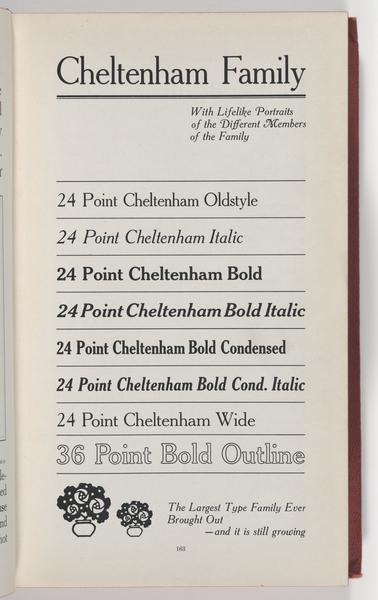 Cheltenham Family
With Lifelike Portraits
of the Different Members
of the Family
24 Point Cheltenham Oldstyle
24 Point Cheltenham Italic
24 Point Cheltenham Bold
24 Point Cheltenham Bold Italic
24 Point Cheltenham Bold Condensed
24 Point Cheltenham Bold Cond. Italic
24 Point Cheltenham Wide
36 Point Bold Outline
The Largest Type Family Ever
Brought Out
—and it is still growing
163